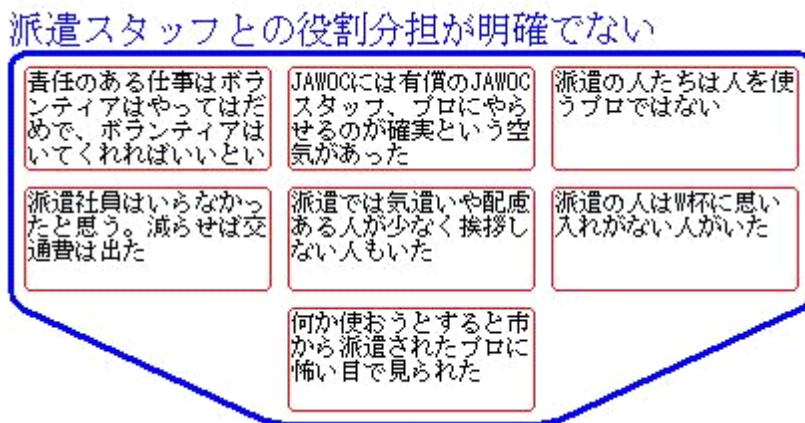 派遣スタッフとの役割分担が明確でない
責任のある仕事はボラ
ンティアはやってはだ
めで、ボランティアは
いてくれればいいとい
JAWOCには有償のJAWOC
スタッフ、プロにやら
せるのが確実という空
気があった
派遣の人たちは人を使
うプロではない
派遣社員はいらなかっ
たと思う。減らせば交
通費は出た
派遣では気遣いや配慮
ある人が少なく挨拶し
ない人もいた
派遣の人はW杯に思い
入れがない人がいた
何か使おうとすると市
から派遣されたプロに
怖い目で見られた